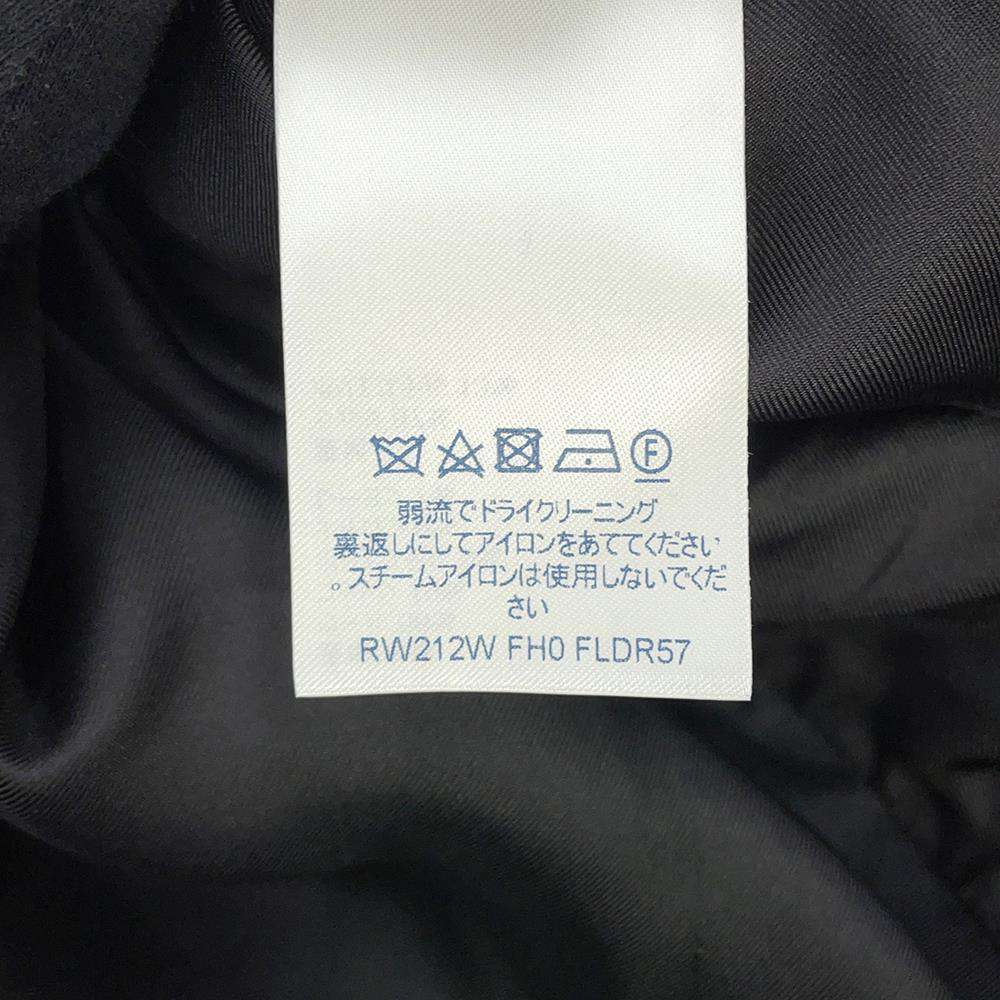 F
弱流でドライクリーニング
裏返しにしてアイロンをあててください
。スチームアイロンは使用しないでくだ
さい
RW212W FH0 FLDR57